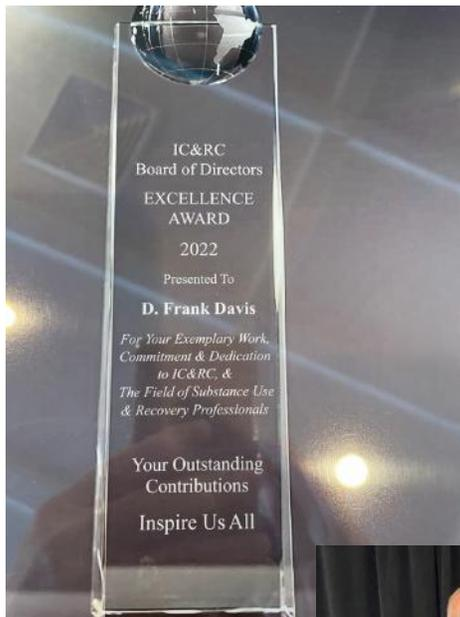 IC&RC
Board of Directors
EXCELLENCE
AWARD
2022
Presented To
D. Frank Davis
For Your Exemplary Work,
Commitment & Dedication
to IC&RC, &
The Field of Substance Use
& Recovery Professionals
Your Outstanding
Contributions
Inspire Us All